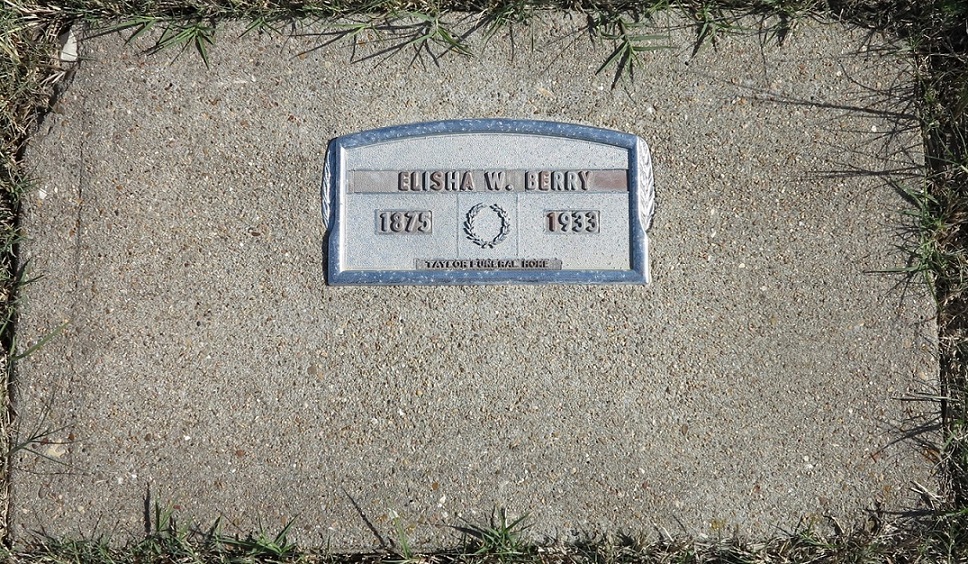 ELISHA W. BERRY
1875 1933
TAYLOR FUNERAL HOME